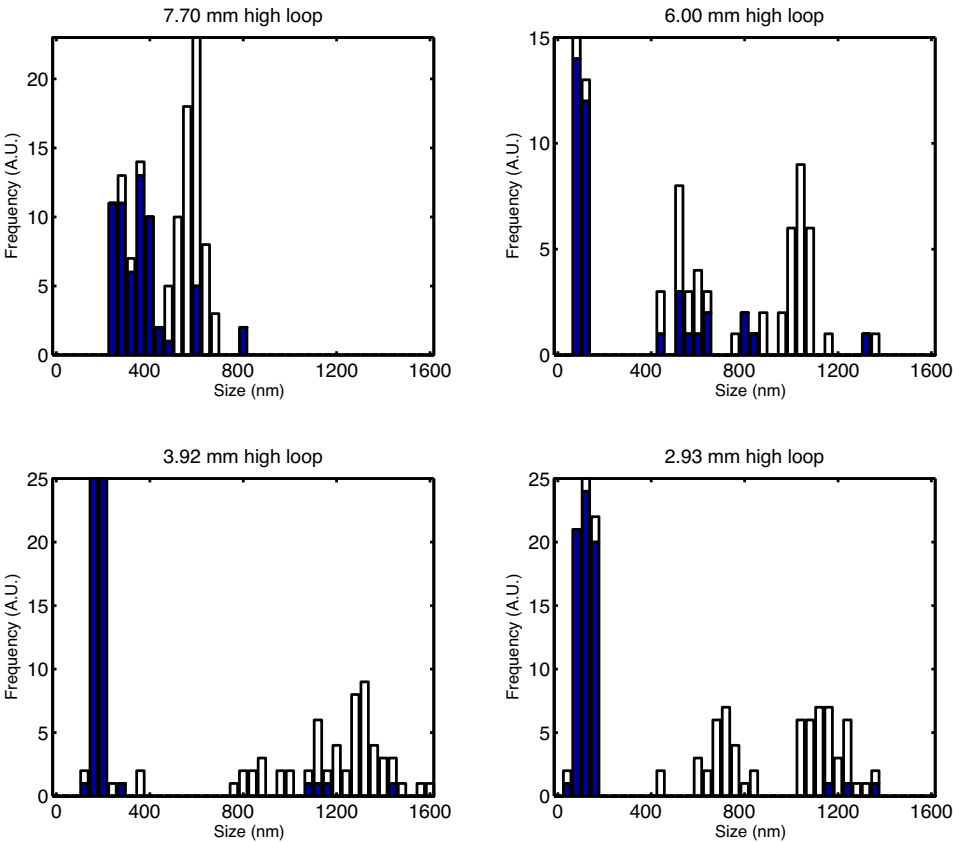 7.70 mm high loop
Frequency (A.U.)
20
15
10
5
0
0 400 800 1200 1600
Size (nm)
6.00 mm high loop
Frequency (A.U.)
15
10
5
0
0 400 800 1200 1600
Size (nm)
3.92 mm high loop
Frequency (A.U.)
25
20
15
10
5
0
0 400 800 1200 1600
Size (nm)
2.93 mm high loop
Frequency (A.U.)
25
20
15
10
5
0
0 400 800 1200 1600
Size (nm)